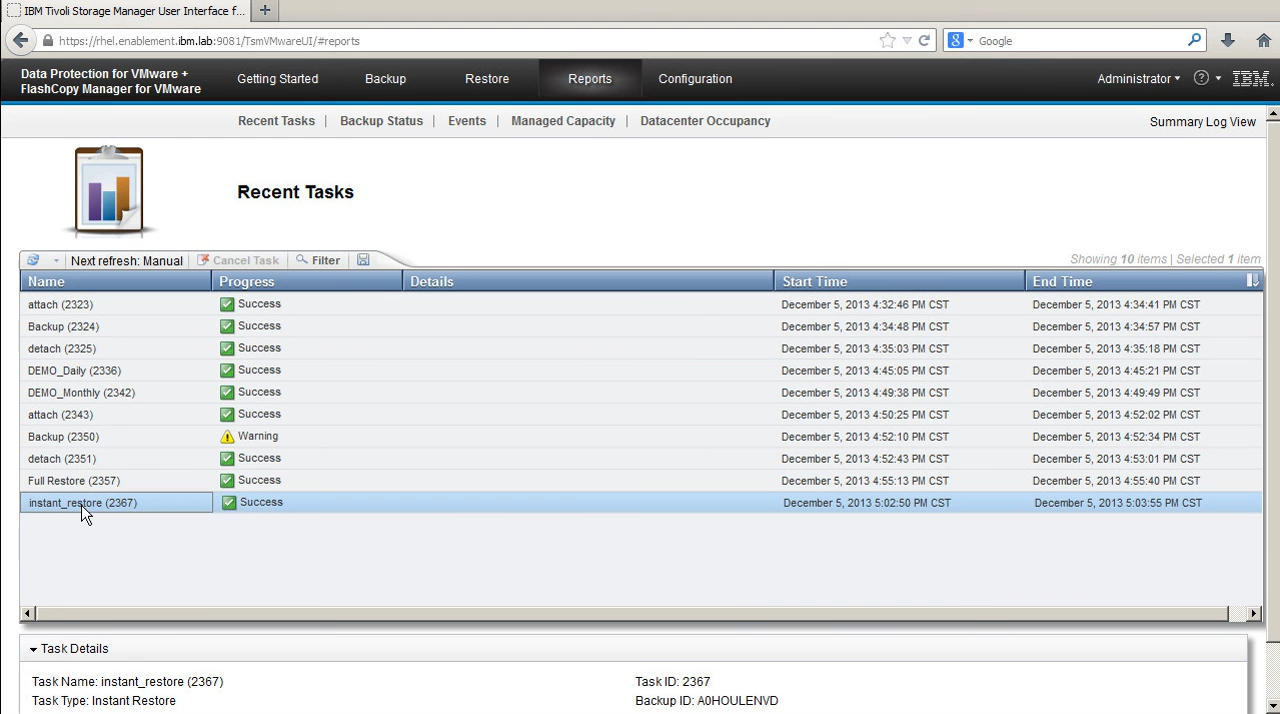 IBM Tivoli Storage Manager User Interface f...
https://rhel.enablement.ibm.lab:9081/TsmVMwareUI/#reports
Google
Data Protection for VMware +
FlashCopy Manager for VMware
Getting Started
Backup
Restore
Reports
Configuration
Administrator
IBM.
Recent Tasks | Backup Status | Events | Managed Capacity | Datacenter Occupancy
Summary Log View
Recent Tasks
Next refresh: Manual
Cancel Task
Filter
Showing 10 items | Selected 1 item
Name Progress Details Start Time End Time
attach (2323) Success December 5, 2013 4:32:46 PM CST December 5, 2013 4:34:41 PM CST
Backup (2324) Success December 5, 2013 4:34:48 PM CST December 5, 2013 4:34:57 PM CST
detach (2325) Success December 5, 2013 4:35:03 PM CST December 5, 2013 4:35:18 PM CST
DEMO_Daily (2336) Success December 5, 2013 4:45:05 PM CST December 5, 2013 4:45:21 PM CST
DEMO_Monthly (2342) Success December 5, 2013 4:49:38 PM CST December 5, 2013 4:49:49 PM CST
attach (2343) Success December 5, 2013 4:50:25 PM CST December 5, 2013 4:52:02 PM CST
Backup (2350) Warning December 5, 2013 4:52:10 PM CST December 5, 2013 4:52:34 PM CST
detach (2351) Success December 5, 2013 4:52:43 PM CST December 5, 2013 4:53:01 PM CST
Full Restore (2357) Success December 5, 2013 4:55:13 PM CST December 5, 2013 4:55:40 PM CST
instant_restore (2367) Success December 5, 2013 5:02:50 PM CST December 5, 2013 5:03:55 PM CST
Task Details
Task Name: instant_restore (2367) Task ID: 2367
Task Type: Instant Restore Backup ID: A0HOULENVD